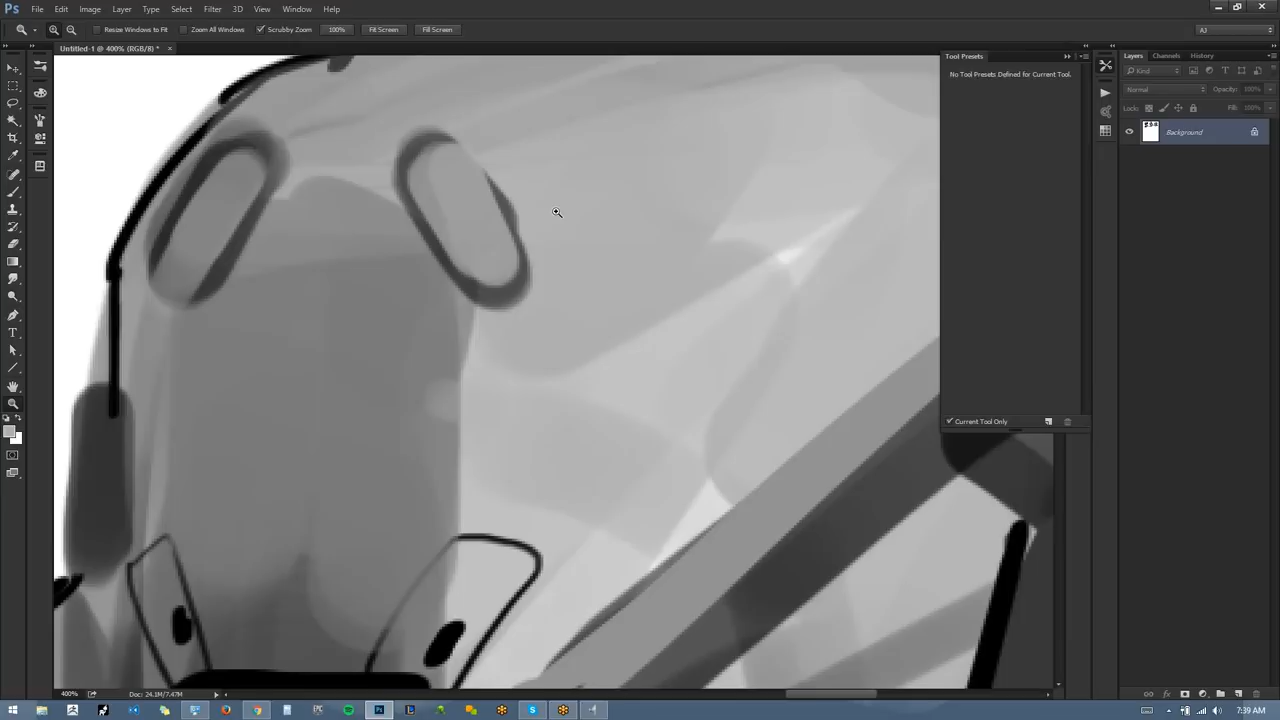 Ps File Edit Image Layer Type Select Filter 3D View Window Help
Resize Windows to Fit Zoom All Windows Scrubby Zoom 100% Fit Screen Fill Screen AJ
Untitled-1 @ 400% (RGB/8) * ×
Tool Presets
No Tool Presets Defined for Current Tool.
Current Tool Only
Layers Channels History
Kind
Normal Opacity: 100%
Lock: Fill: 100%
Background
400% Doc: 24.1M/7.47M
7:39 AM